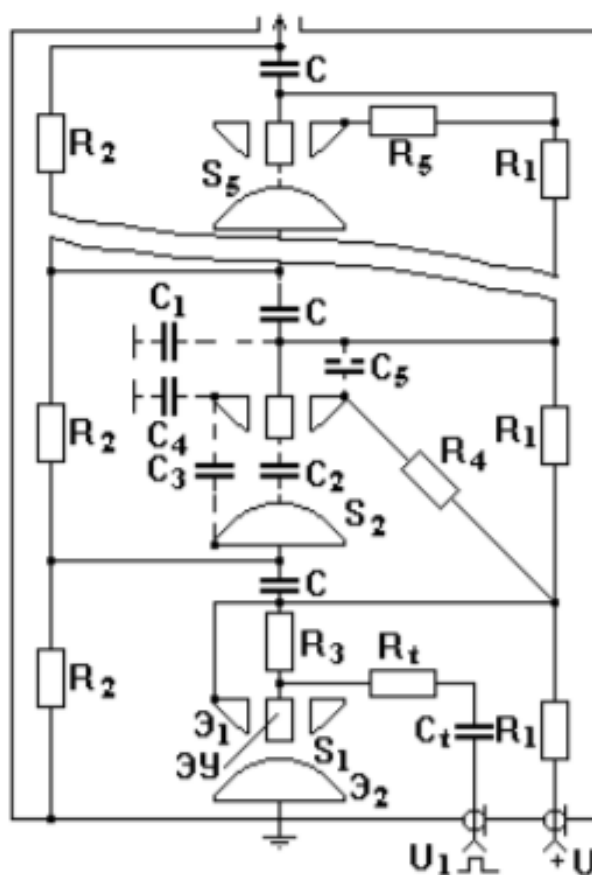 C
R₂
R₅
R₁
S₅
C₁
C
C₅
R₂
C₄
R₁
C₃
C₂
R₄
S₂
C
R₃
Rₜ
R₂
Э₁
Cₜ
R₁
ЭУ
S₁
Э₂
U₁
+ U